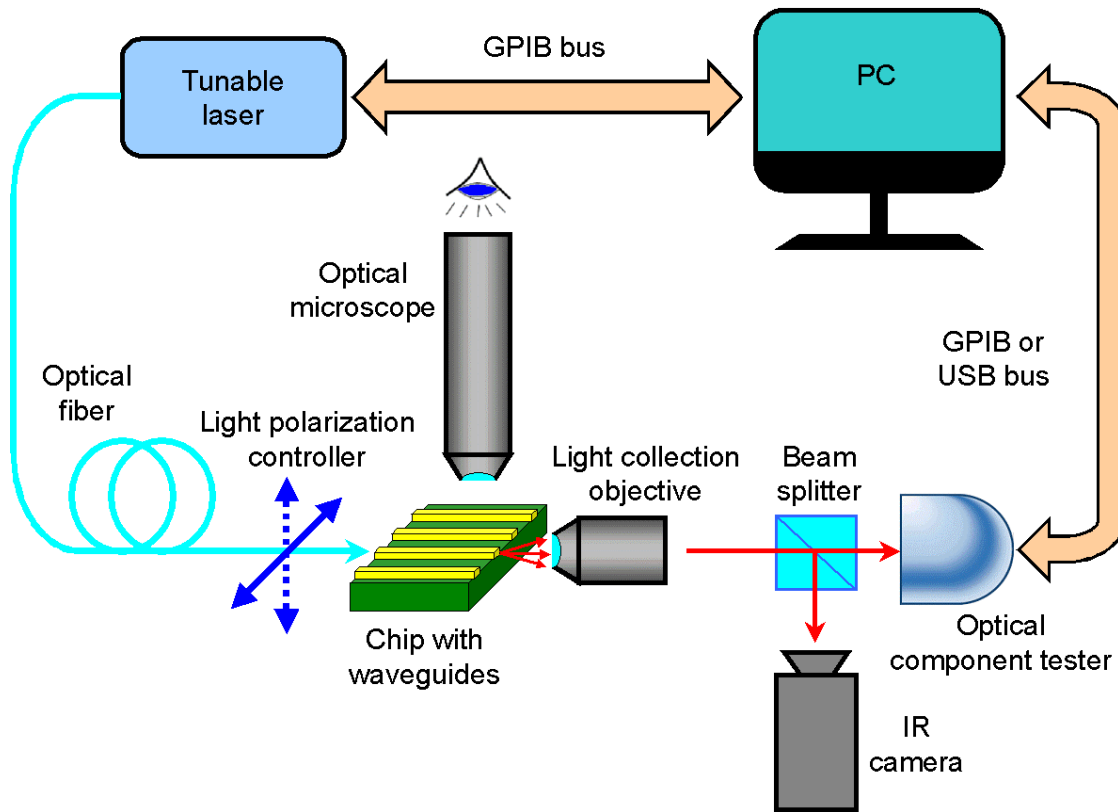 Tunable
laser
GPIB bus
PC
Optical
microscope
GPIB or
USB bus
Optical
fiber
Light polarization
controller
Light collection
objective
Beam
splitter
Chip with
waveguides
Optical
component tester
IR
camera